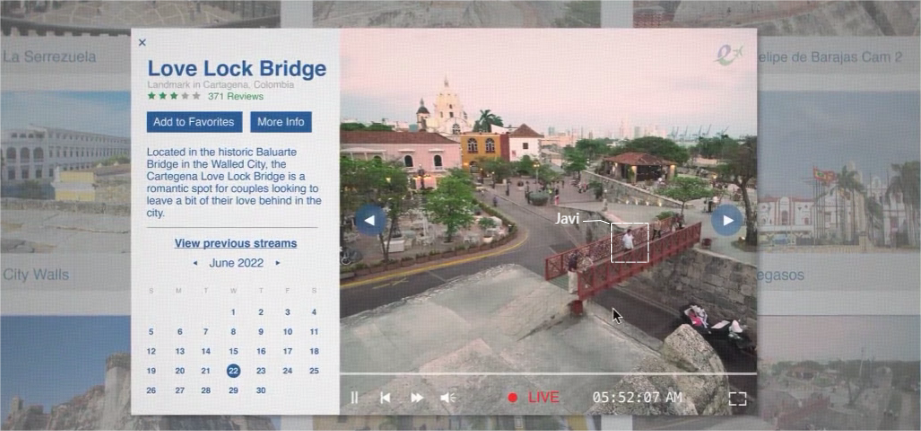 La Serrezuela
elipe de Barajas Cam 2
City Walls
egasos
×
Love Lock Bridge
Landmark in Cartagena, Colombia
371 Reviews
Add to Favorites
More Info
Located in the historic Baluarte
Bridge in the Walled City, the
Cartegena Love Lock Bridge is a
romantic spot for couples looking to
leave a bit of their love behind in the
city.
View previous streams
June 2022
S M T W T F S
1 2 3 4
5 6 7 8 9 10 11
12 13 14 15 16 17 18
19 20 21 22 23 24 25
26 27 28 29 30
Javi
LIVE
05:52:07 AM